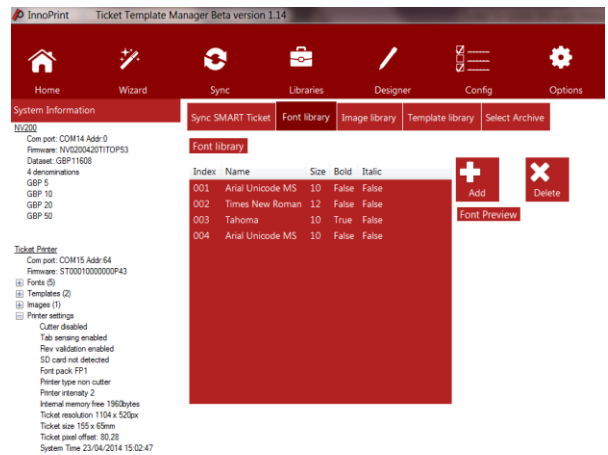 InnoPrint Ticket Template Manager Beta version 1.14
Home Wizard Sync Libraries Designer Config Options
System Information
NV200
Com port: COM14 Addr:0
Firmware: NV0200420TITOP53
Dataset: GBP11608
4 denominations
GBP 5
GBP 10
GBP 20
GBP 50
Ticket Printer
Com port: COM15 Addr:64
Firmware: ST00010000000P43
Fonts (5)
Templates (2)
Images (1)
Printer settings
Cutter disabled
Tab sensing enabled
Rev validation enabled
SD card not detected
Font pack FP1
Printer type non cutter
Printer intensity 2
Internal memory free 1960bytes
Ticket resolution 1104 x 520px
Ticket size 155 x 65mm
Ticket pixel offset: 80,28
System Time 23/04/2014 15:02:47
Sync SMART Ticket Font library Image library Template library Select Archive
Font library
Index Name Size Bold Italic
001 Arial Unicode MS 10 False False
002 Times New Roman 12 False False
003 Tahoma 10 True False
004 Arial Unicode MS 10 False False
Add Delete
Font Preview